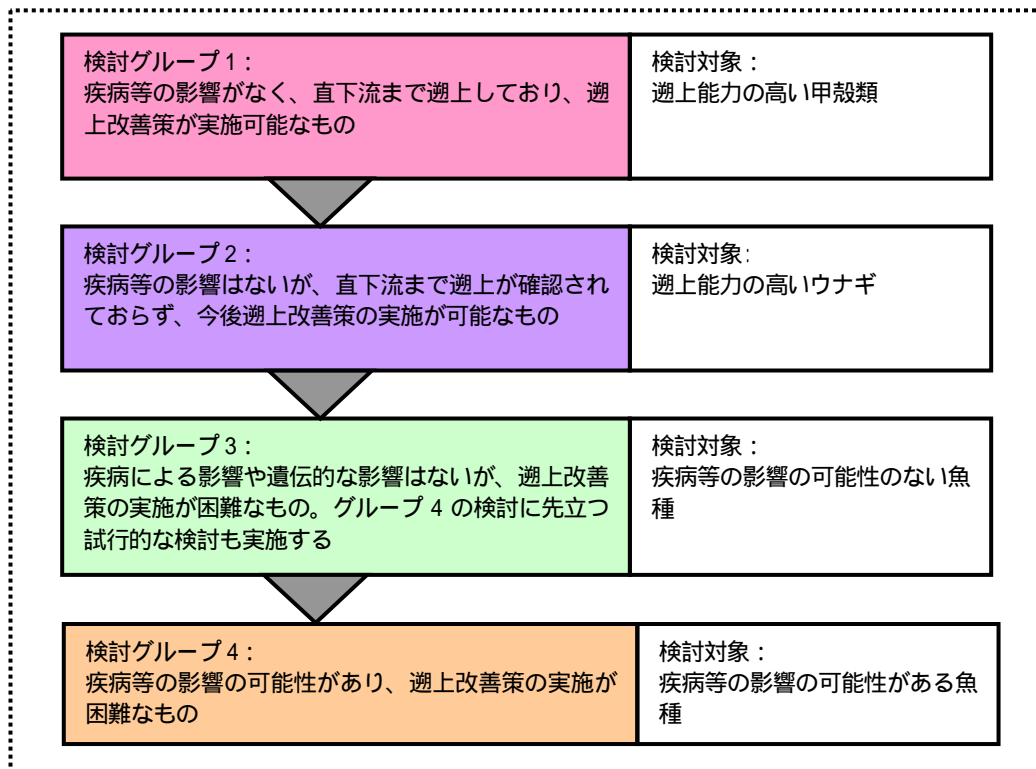 検討グループ1：
疾病等の影響がなく、直下流まで遡上しており、遡
上改善策が実施可能なもの
検討対象：
遡上能力の高い甲殻類
検討グループ2：
疾病等の影響はないが、直下流まで遡上が確認され
ておらず、今後遡上改善策の実施が可能なもの
検討対象:
遡上能力の高いウナギ
検討グループ3：
疾病による影響や遺伝的な影響はないが、遡上改善
策の実施が困難なもの。グループ 4 の検討に先立つ
試行的な検討も実施する
検討対象：
疾病等の影響の可能性のない魚
種
検討グループ4：
疾病等の影響の可能性があり、遡上改善策の実施が
困難なもの
検討対象：
疾病等の影響の可能性がある魚
種